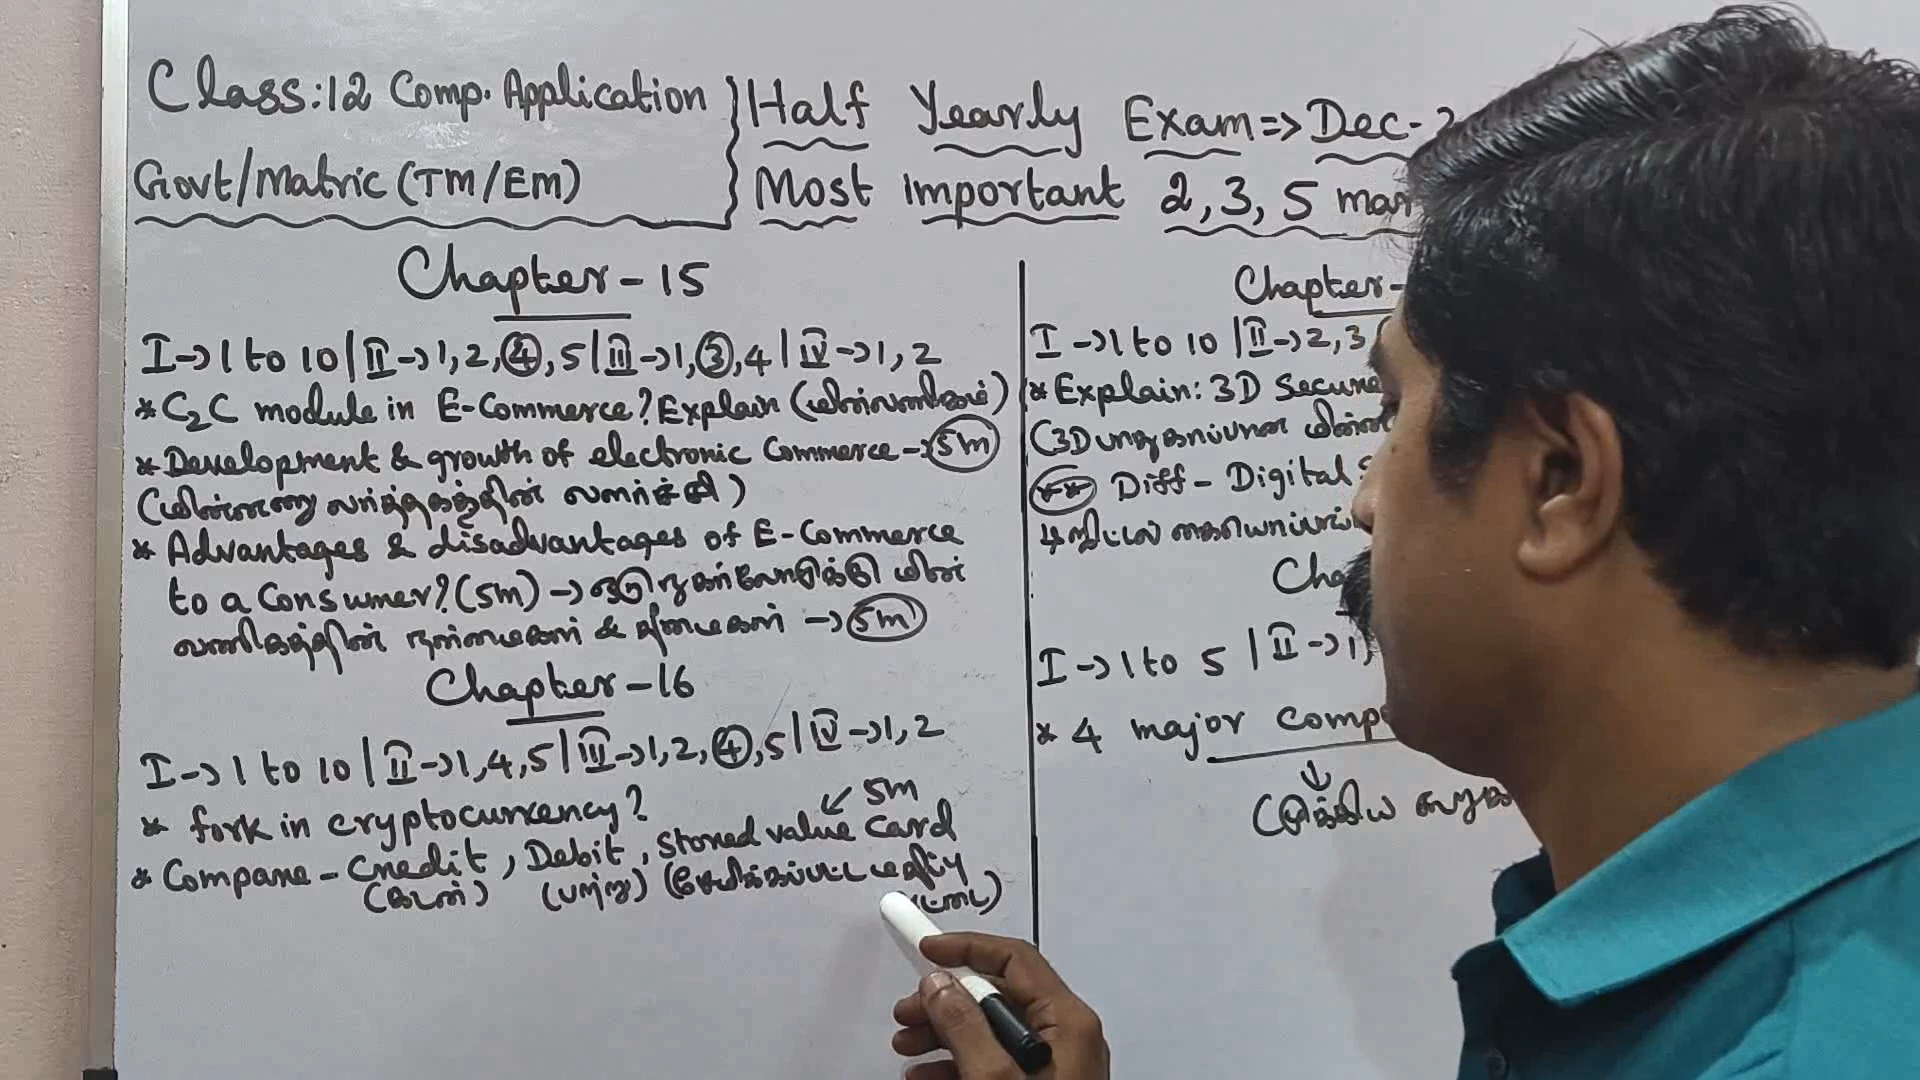 Class:12 Comp. Application
Govt/Matric (TM/EM)
Half Yearly Exam => Dec-
Most Important 2, 3, 5 mar
Chapter - 15
I -> 1 to 10 | II -> 1, 2, 4, 5 | III -> 1, 3, 4 | IV -> 1, 2
* C2C module in E-Commerce? Explain (மின்வணிகம்)
* Development & growth of electronic Commerce -> 5m
(மின்னணு வர்த்தகத்தின் வளர்ச்சி)
* Advantages & disadvantages of E-Commerce
to a Consumer? (5m) -> ஒரு நுகர்வோருக்கு மின்
வணிகத்தின் நன்மைகள் & தீமைகள் -> 5m
Chapter - 16
I -> 1 to 10 | II -> 1, 4, 5 | III -> 1, 2, 4, 5 | IV -> 1, 2
* fork in cryptocurrency?
5m
* Compare - Credit, Debit, Stored value Card
(கடன்) (பற்று) (சேமிக்கப்பட்ட மதிப்பு
Chapter-
I -> 1 to 10 | II -> 2, 3
* Explain: 3D Secure
(3D பாதுகாப்பான
** Diff - Digital
டிஜிட்டல்
I -> 1 to 5 | II -> 1,
* 4 major comp
(முக்கிய